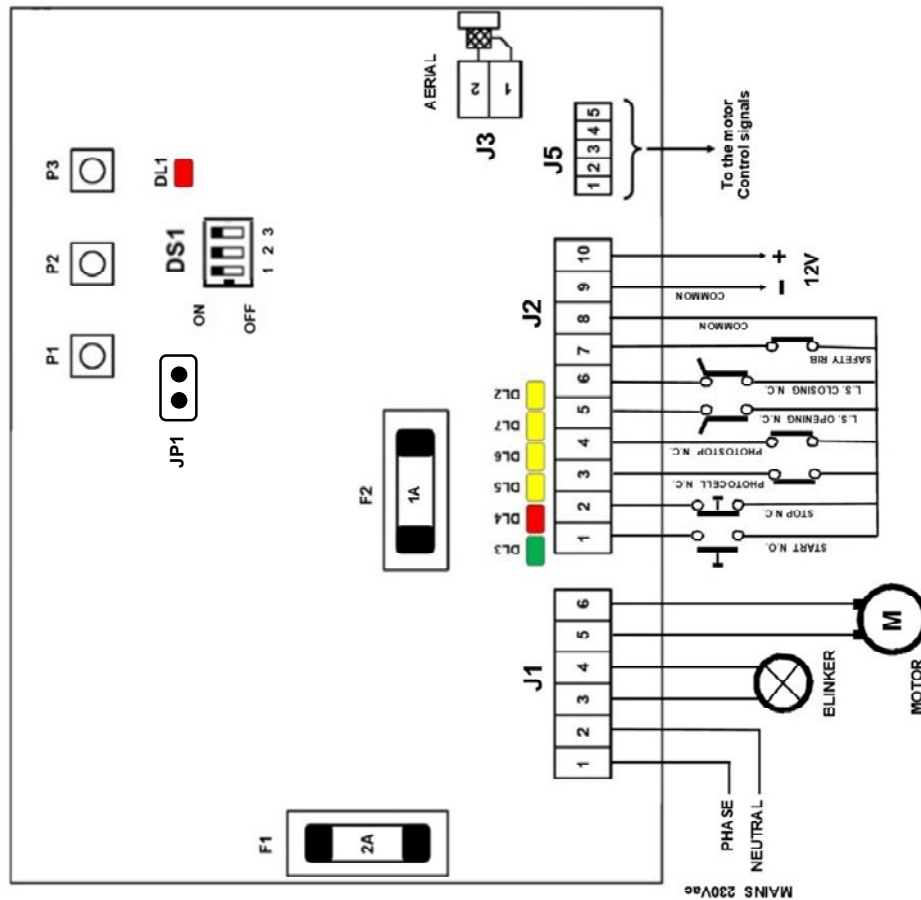 P1
P2
P3
DL1
DS1
ON
OFF
1 2 3
JP1
F2
1A
F1
2A
AERIAL
2
1
J3
J5
1 2 3 4 5
To the motor
Control signals
DL3
DL4
DL5
DL6
DL7
DL2
J2
1 2 3 4 5 6 7 8 9 10
START N.O.
STOP N.C
PHOTOCELL N.C.
PHOTOSTOP N.C.
L.S. OPENING N.C.
L.S. CLOSING N.C.
SAFETY RIB
COMMON
COMMON
- +
12V
J1
1 2 3 4 5 6
PHASE
NEUTRAL
MAINS 230Vac
ELINKER
M
MOTOR